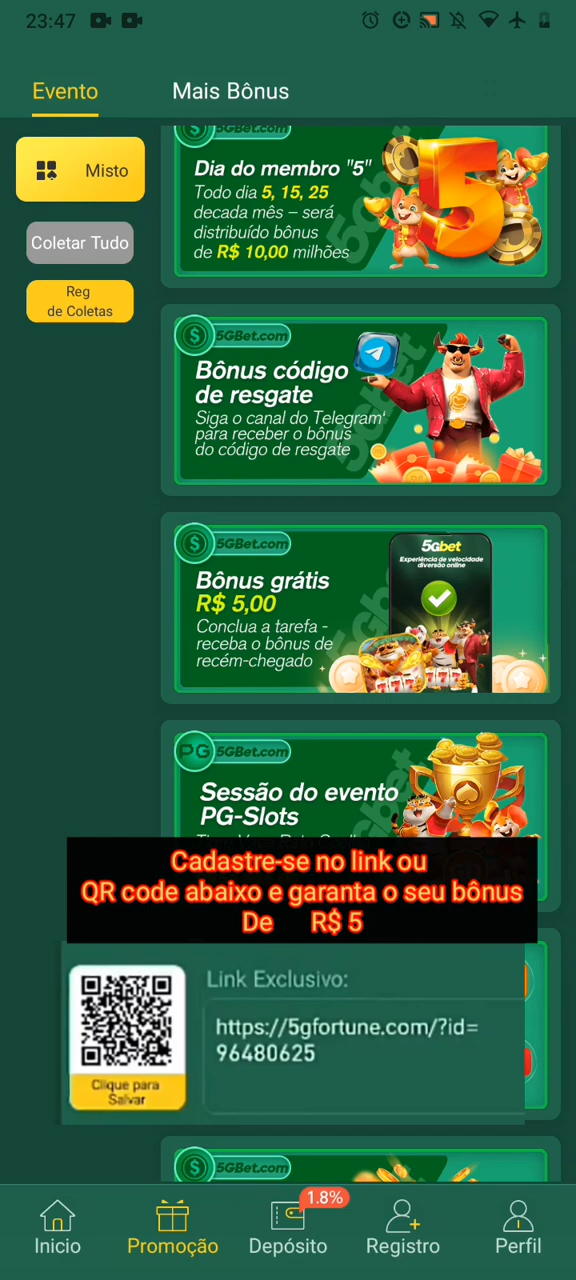 23:47
Evento
Mais Bônus
Misto
Coletar Tudo
Reg
de Coletas
5GBet.com
Dia do membro "5"
Todo dia 5, 15, 25
decada mês – será
distribuído bônus
de R$ 10,00 milhões
5GBet.com
Bônus código
de resgate
Siga o canal do Telegram'
para receber o bônus
do código de resgate
5GBet.com
Bônus grátis
R$ 5,00
Conclua a tarefa -
receba o bônus de
recém-chegado
5Gbet
Experiência de velocidade
diversão online
PG 5GBet.com
Sessão do evento
PG-Slots
Cadastre-se no link ou
QR code abaixo e garanta o seu bônus
De R$ 5
Clique para
Salvar
Link Exclusivo:
https://5gfortune.com/?id=
96480625
5GBet.com
1.8%
Inicio
Promoção
Depósito
Registro
Perfil